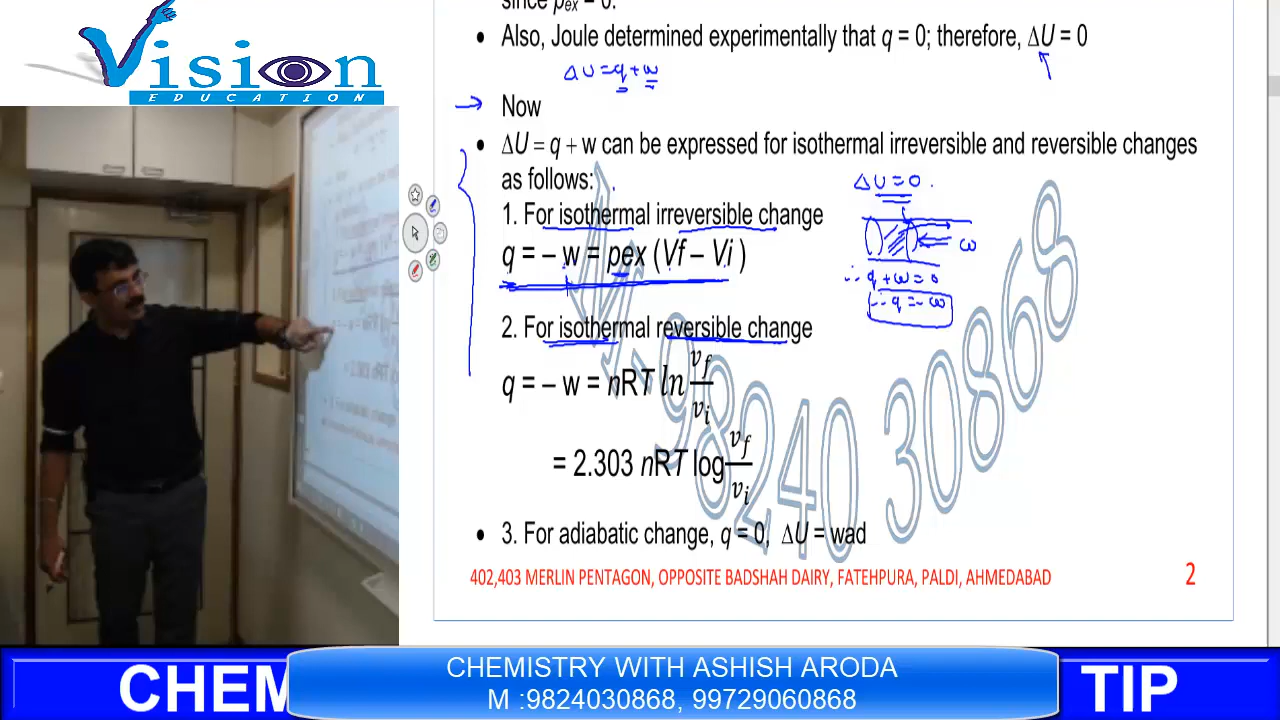 Vision
EDUCATION
since pex = 0.
• Also, Joule determined experimentally that q = 0; therefore, ΔU = 0
ΔU = q + w
→ Now
• ΔU = q + w can be expressed for isothermal irreversible and reversible changes
as follows:
ΔU = 0.
1. For isothermal irreversible change
q = – w = pex (Vf – Vi )
w
∴ q + w = 0
∴ q = – w
2. For isothermal reversible change
q = – w = nRT ln vf/vi
= 2.303 nRT log vf/vi
• 3. For adiabatic change, q = 0, ΔU = wad
98240 30868
402,403 MERLIN PENTAGON, OPPOSITE BADSHAH DAIRY, FATEHPURA, PALDI, AHMEDABAD
2
CHEM
CHEMISTRY WITH ASHISH ARODA
M :9824030868, 99729060868
TIP